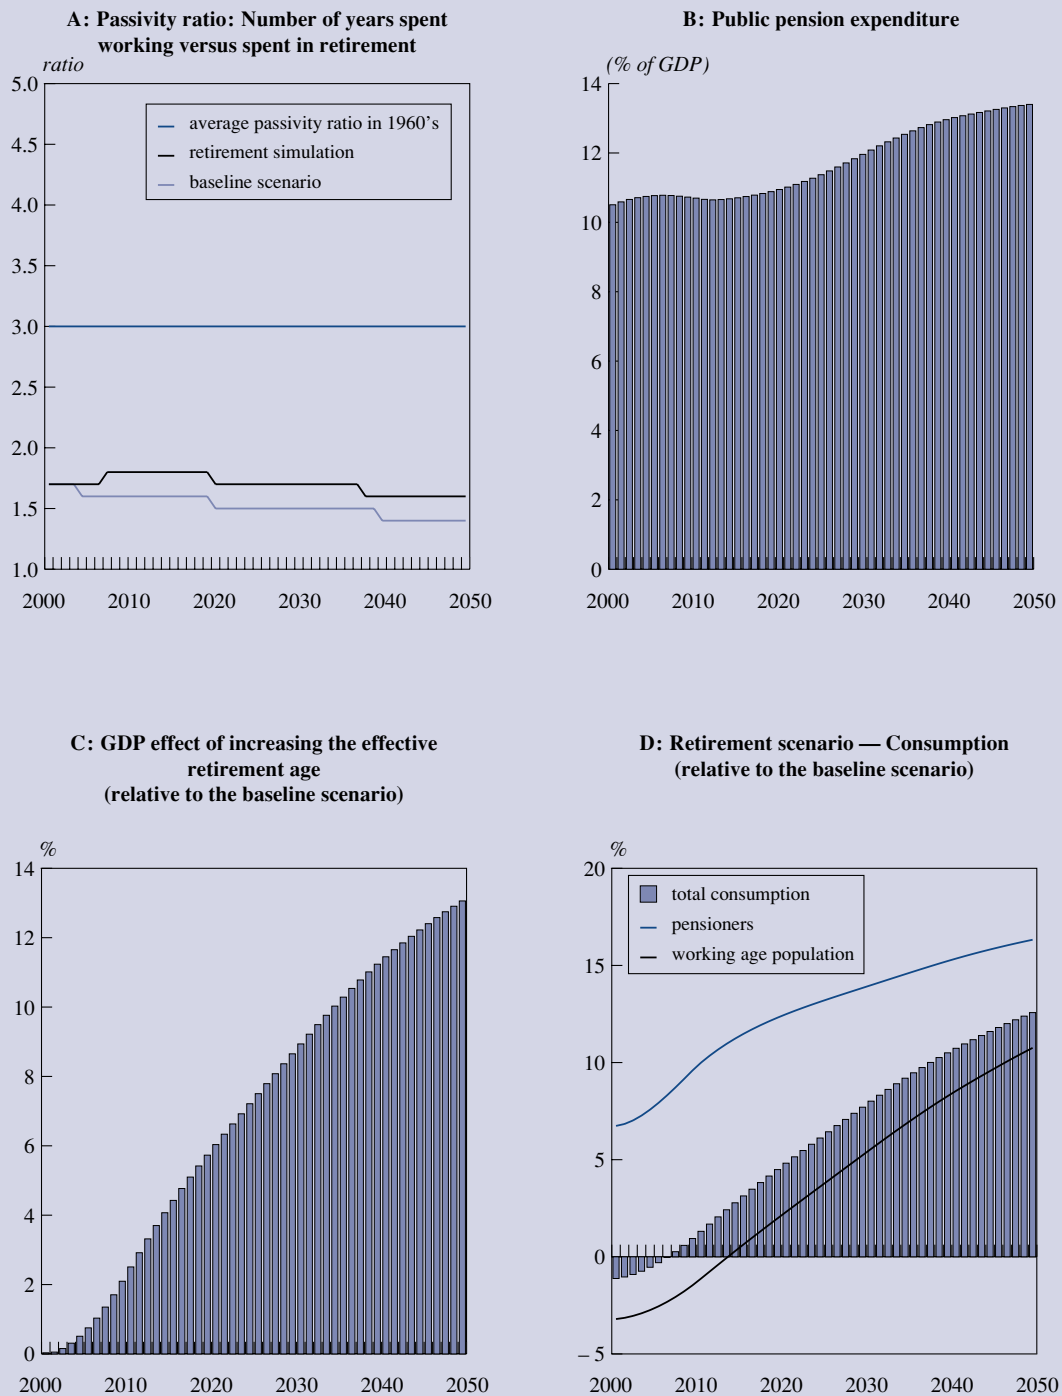 A: Passivity ratio: Number of years spent
working versus spent in retirement
ratio
5.0
4.5
4.0
3.5
3.0
2.5
2.0
1.5
1.0
average passivity ratio in 1960's
retirement simulation
baseline scenario
2000 2010 2020 2030 2040 2050
B: Public pension expenditure
(% of GDP)
14
12
10
8
6
4
2
0
2000 2010 2020 2030 2040 2050
C: GDP effect of increasing the effective
retirement age
(relative to the baseline scenario)
%
14
12
10
8
6
4
2
0
2000 2010 2020 2030 2040 2050
D: Retirement scenario — Consumption
(relative to the baseline scenario)
%
20
15
10
5
0
– 5
total consumption
pensioners
working age population
2000 2010 2020 2030 2040 2050